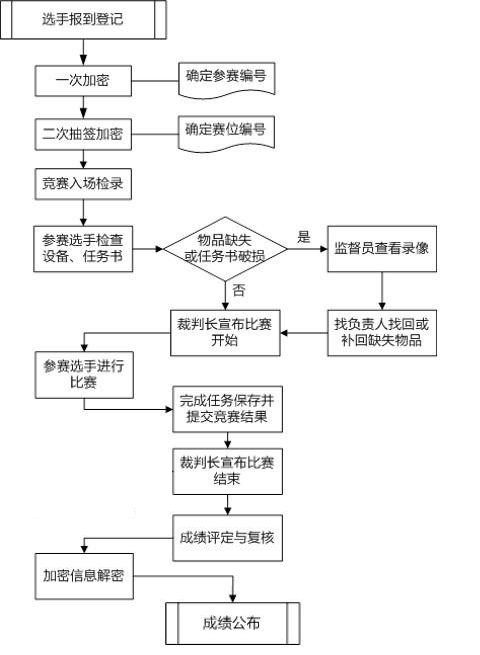 选手报到登记
一次加密
确定参赛编号
二次抽签加密
确定赛位编号
竞赛入场检录
参赛选手检查
设备、任务书
物品缺失
或任务书破损
是
监督员查看录像
否
裁判长宣布比赛
开始
找负责人找回或
补回缺失物品
参赛选手进行
比赛
完成任务保存并
提交竞赛结果
裁判长宣布比赛
结束
成绩评定与复核
加密信息解密
成绩公布